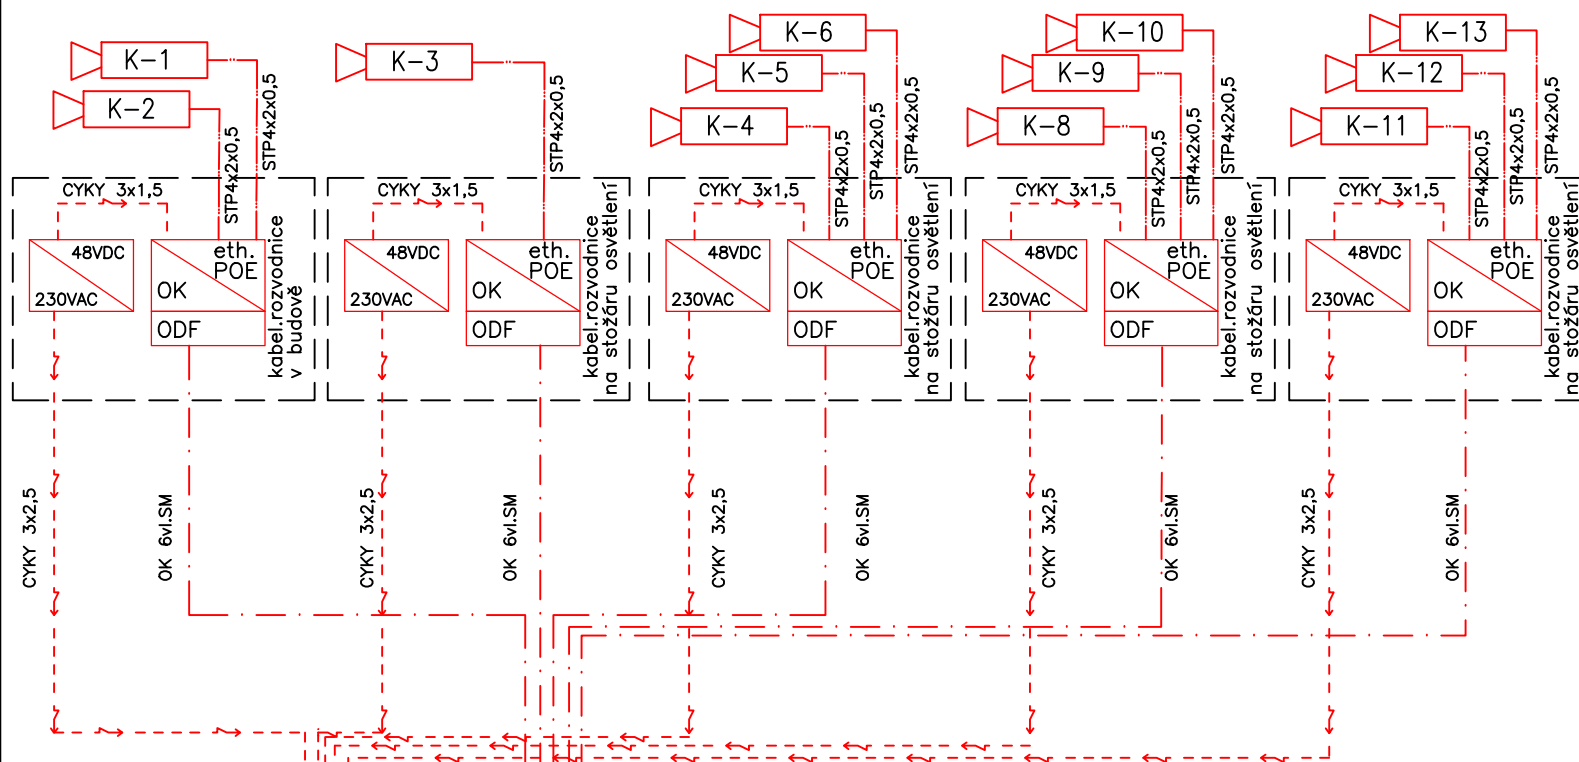 K-1
K-2
STP4x2x0,5
STP4x2x0,5
CYKY 3x1,5
48VDC
230VAC
eth.
POE
OK
ODF
kabel.rozvodnice
v budově
CYKY 3x2,5
OK 6vl.SM
K-3
STP4x2x0,5
CYKY 3x1,5
48VDC
230VAC
eth.
POE
OK
ODF
kabel.rozvodnice
na stožáru osvětlení
CYKY 3x2,5
OK 6vl.SM
K-6
K-5
K-4
STP4x2x0,5
STP4x2x0,5
STP4x2x0,5
CYKY 3x1,5
48VDC
230VAC
eth.
POE
OK
ODF
kabel.rozvodnice
na stožáru osvětlení
CYKY 3x2,5
OK 6vl.SM
K-10
K-9
K-8
STP4x2x0,5
STP4x2x0,5
STP4x2x0,5
CYKY 3x1,5
48VDC
230VAC
eth.
POE
OK
ODF
kabel.rozvodnice
na stožáru osvětlení
CYKY 3x2,5
OK 6vl.SM
K-13
K-12
K-11
STP4x2x0,5
STP4x2x0,5
STP4x2x0,5
CYKY 3x1,5
48VDC
230VAC
eth.
POE
OK
ODF
kabel.rozvodnice
na stožáru osvětlení
CYKY 3x2,5
OK 6vl.SM